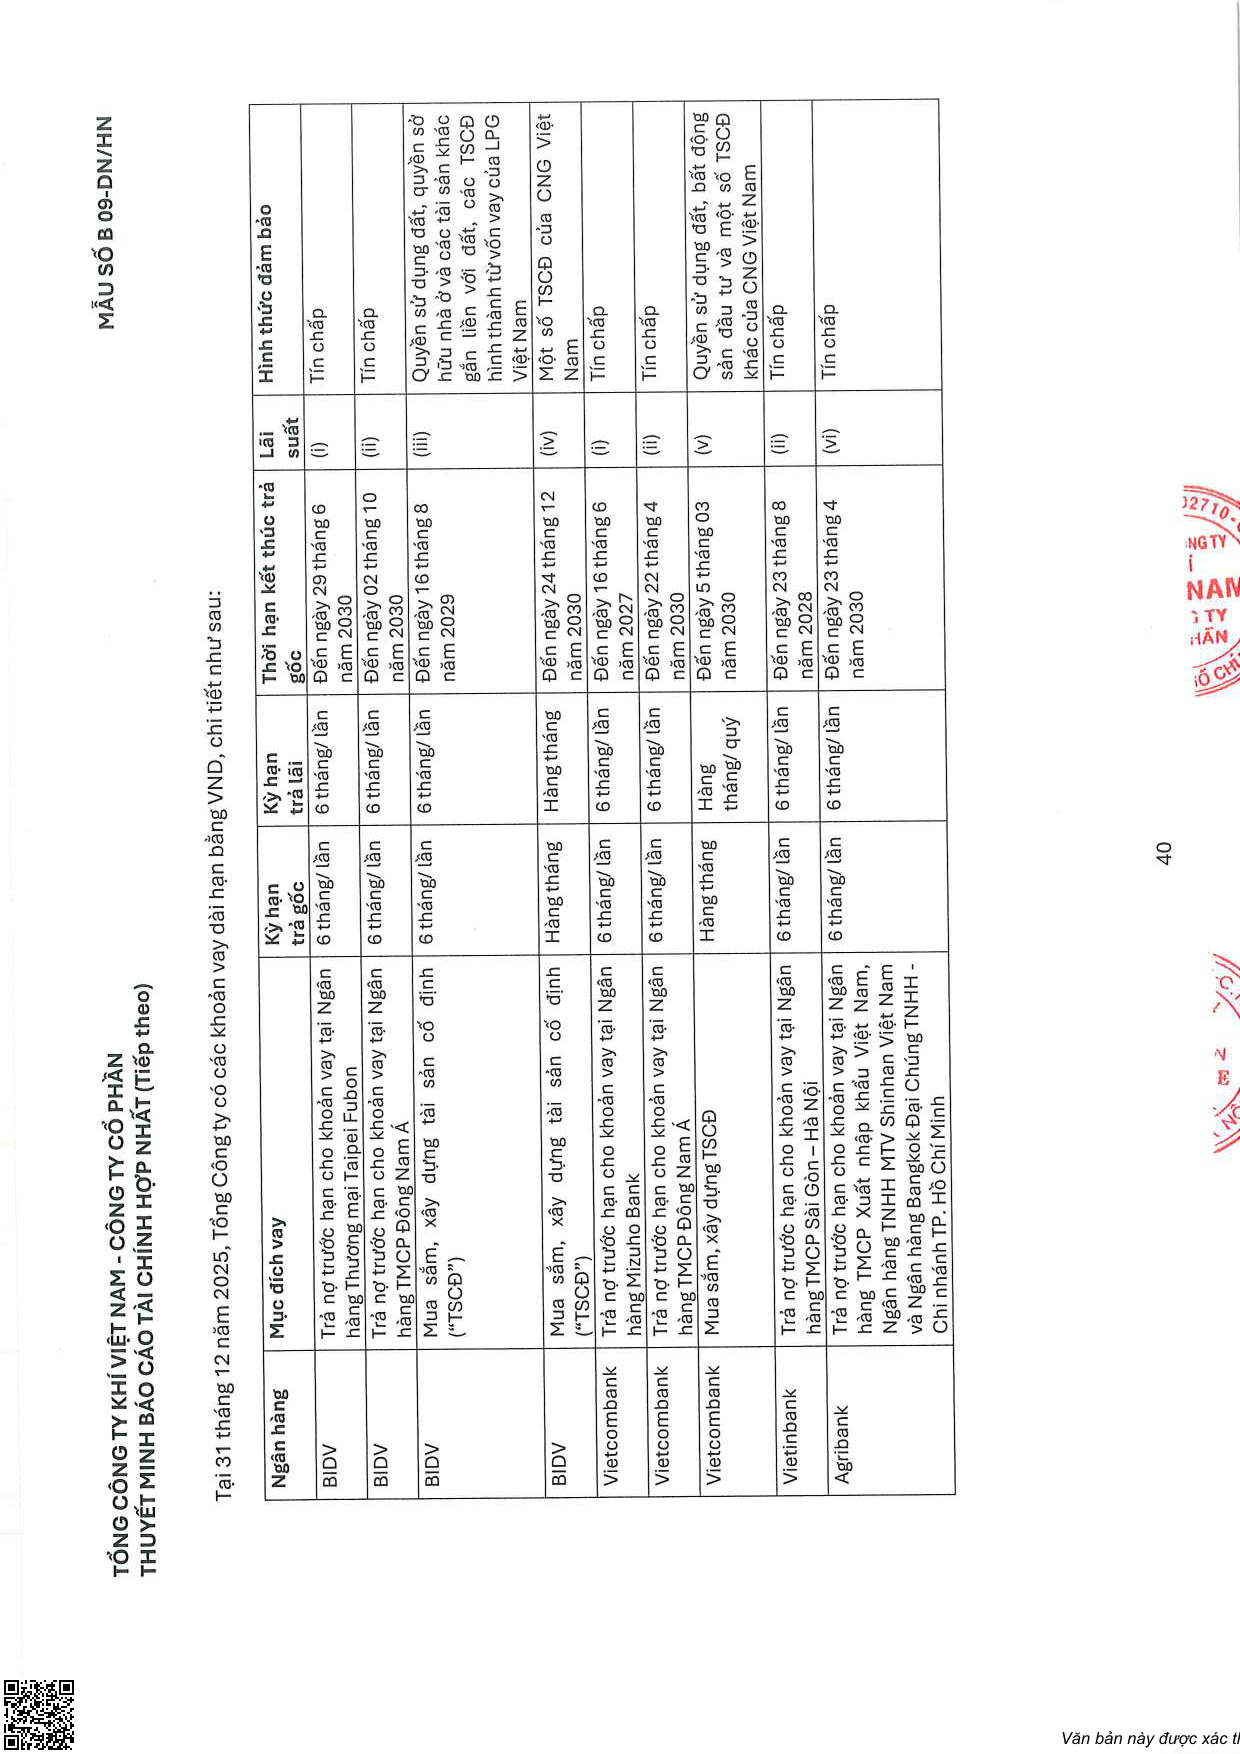 TỔNG CÔNG TY KHÍ VIỆT NAM - CÔNG TY CỔ PHẦN
THUYẾT MINH BÁO CÁO TÀI CHÍNH HỢP NHẤT (Tiếp theo)
MẪU SỐ B 09-DN/HN
Tại 31 tháng 12 năm 2025, Tổng Công ty có các khoản vay dài hạn bằng VND, chi tiết như sau:
Ngân hàng
Mục đích vay
Kỳ hạn
trả gốc
Kỳ hạn
trả lãi
Thời hạn kết thúc trả
gốc
Lãi
suất
Hình thức đảm bảo
BIDV
Trả nợ trước hạn cho khoản vay tại Ngân
hàng Thương mại Taipei Fubon
6 tháng/ lần
6 tháng/ lần
Đến ngày 29 tháng 6
năm 2030
(i)
Tín chấp
BIDV
Trả nợ trước hạn cho khoản vay tại Ngân
hàng TMCP Đông Nam Á
6 tháng/ lần
6 tháng/ lần
Đến ngày 02 tháng 10
năm 2030
(ii)
Tín chấp
BIDV
Mua sắm, xây dựng tài sản cố định
("TSCĐ")
6 tháng/ lần
6 tháng/ lần
Đến ngày 16 tháng 8
năm 2029
(iii)
Quyền sử dụng đất, quyền sở
hữu nhà ở và các tài sản khác
gắn liền với đất, các TSCĐ
hình thành từ vốn vay của LPG
Việt Nam
BIDV
Mua sắm, xây dựng tài sản cố định
("TSCĐ")
Hàng tháng
Hàng tháng
Đến ngày 24 tháng 12
năm 2030
(iv)
Một số TSCĐ của CNG Việt
Nam
Vietcombank
Trả nợ trước hạn cho khoản vay tại Ngân
hàng Mizuho Bank
6 tháng/ lần
6 tháng/ lần
Đến ngày 16 tháng 6
năm 2027
(i)
Tín chấp
Vietcombank
Trả nợ trước hạn cho khoản vay tại Ngân
hàng TMCP Đông Nam Á
6 tháng/ lần
6 tháng/ lần
Đến ngày 22 tháng 4
năm 2030
(ii)
Tín chấp
Vietcombank
Mua sắm, xây dựng TSCĐ
Hàng tháng
Hàng
tháng/ quý
Đến ngày 5 tháng 03
năm 2030
(v)
Quyền sử dụng đất, bất động
sản đầu tư và một số TSCĐ
khác của CNG Việt Nam
Vietinbank
Trả nợ trước hạn cho khoản vay tại Ngân
hàng TMCP Sài Gòn – Hà Nội
6 tháng/ lần
6 tháng/ lần
Đến ngày 23 tháng 8
năm 2028
(ii)
Tín chấp
Agribank
Trả nợ trước hạn cho khoản vay tại Ngân
hàng TMCP Xuất nhập khẩu Việt Nam,
Ngân hàng TNHH MTV Shinhan Việt Nam
và Ngân hàng Bangkok Đại Chúng TNHH -
Chi nhánh TP. Hồ Chí Minh
6 tháng/ lần
6 tháng/ lần
Đến ngày 23 tháng 4
năm 2030
(vi)
Tín chấp
40
02710-
NG TY
Í
NAM
TY
HẦN
Văn bản này được xác th